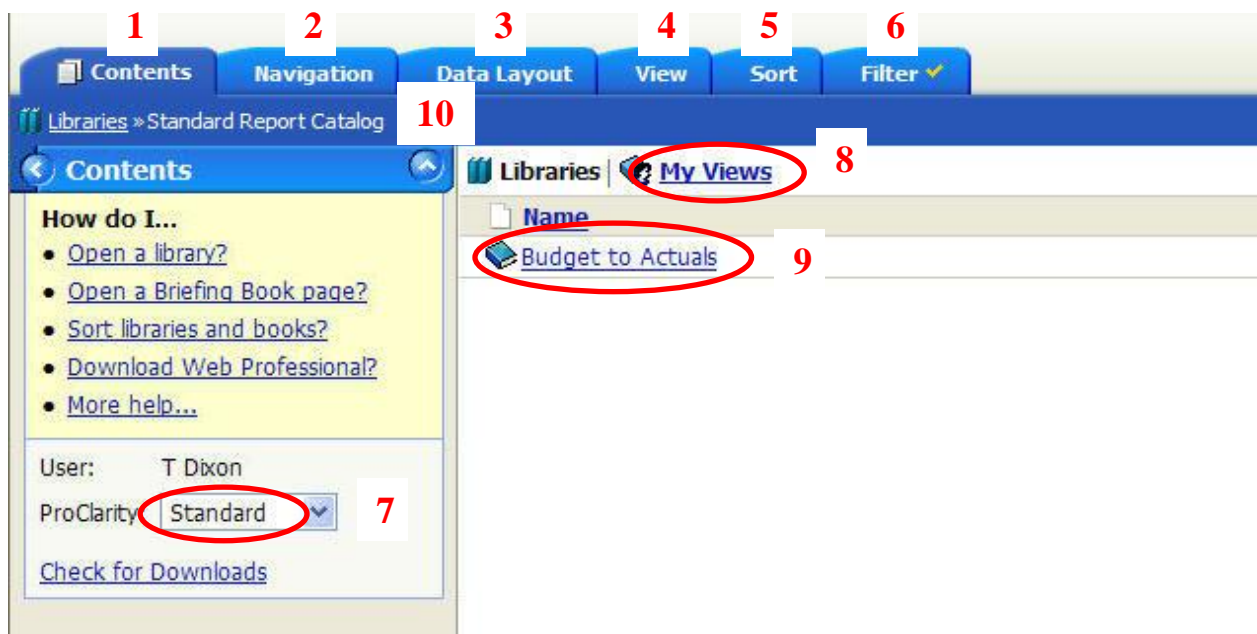 1 2 3 4 5 6
Contents Navigation Data Layout View Sort Filter
Libraries » Standard Report Catalog 10
Contents
How do I...
• Open a library?
• Open a Briefing Book page?
• Sort libraries and books?
• Download Web Professional?
• More help...
User: T Dixon
ProClarity Standard 7
Check for Downloads
Libraries | My Views 8
Name
Budget to Actuals 9